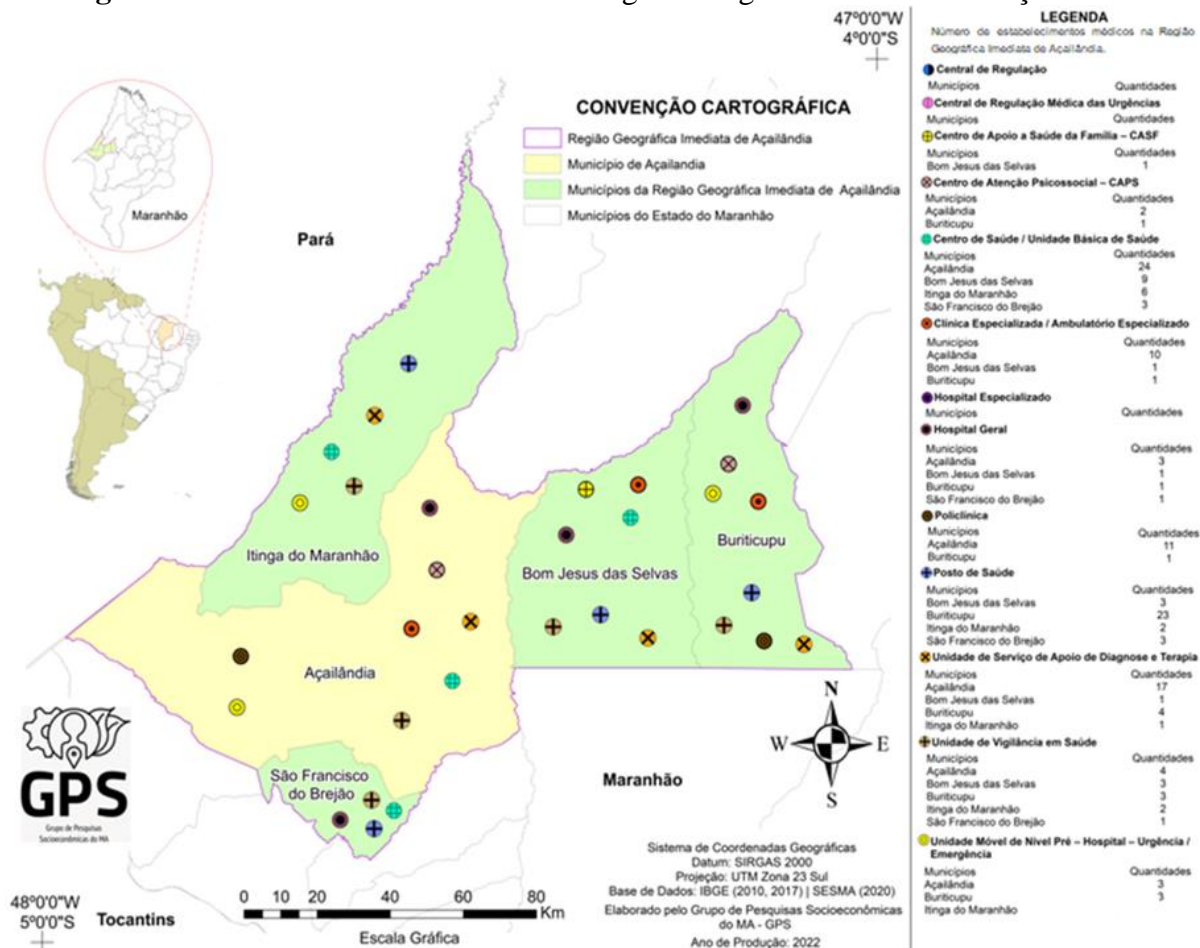 47º0'0"W
4º0'0"S
CONVENÇÃO CARTOGRÁFICA
Região Geográfica Imediata de Açailândia
Município de Açailandia
Municípios da Região Geográfica Imediata de Açailândia
Municípios do Estado do Maranhão
Maranhão
Pará
Itinga do Maranhão
Bom Jesus das Selvas
Buriticupu
Açailândia
São Francisco
do Brejão
Maranhão
Tocantins
N
W E
S
GPS
Grupo de Pesquisas
Socioeconômicas do MA
48º0'0"W
5º0'0"S
0 10 20 40 60 80
Km
Escala Gráfica
Sistema de Coordenadas Geográficas
Datum: SIRGAS 2000
Projeção: UTM Zona 23 Sul
Base de Dados: IBGE (2010, 2017) | SESMA (2020)
Elaborado pelo Grupo de Pesquisas Socioeconômicas
do MA - GPS
Ano de Produção: 2022
LEGENDA
Número de estabelecimentos médicos na Região
Geográfica Imediata de Açailândia.
Central de Regulação
Municípios Quantidades
Central de Regulação Médica das Urgências
Municípios Quantidades
Centro de Apoio a Saúde da Família – CASF
Municípios Quantidades
Bom Jesus das Selvas 1
Centro de Atenção Psicossocial – CAPS
Municípios Quantidades
Açailândia 2
Buriticupu 1
Centro de Saúde / Unidade Básica de Saúde
Municípios Quantidades
Açailândia 24
Bom Jesus das Selvas 9
Itinga do Maranhão 6
São Francisco do Brejão 3
Clínica Especializada / Ambulatório Especializado
Municípios Quantidades
Açailândia 10
Bom Jesus das Selvas 1
Buriticupu 1
Hospital Especializado
Municípios Quantidades
Hospital Geral
Municípios Quantidades
Açailândia 3
Bom Jesus das Selvas 1
Buriticupu 1
São Francisco do Brejão 1
Policlínica
Municípios Quantidades
Açailândia 11
Buriticupu 1
Posto de Saúde
Municípios Quantidades
Bom Jesus das Selvas 3
Buriticupu 23
Itinga do Maranhão 2
São Francisco do Brejão 3
Unidade de Serviço de Apoio de Diagnose e Terapia
Municípios Quantidades
Açailândia 17
Bom Jesus das Selvas 1
Buriticupu 4
Itinga do Maranhão 1
Unidade de Vigilância em Saúde
Municípios Quantidades
Açailândia 4
Bom Jesus das Selvas 3
Buriticupu 3
Itinga do Maranhão 2
São Francisco do Brejão 1
Unidade Móvel de Nivel Pré – Hospital – Urgência /
Emergência
Municípios Quantidades
Açailândia 3
Buriticupu 3
Itinga do Maranhão